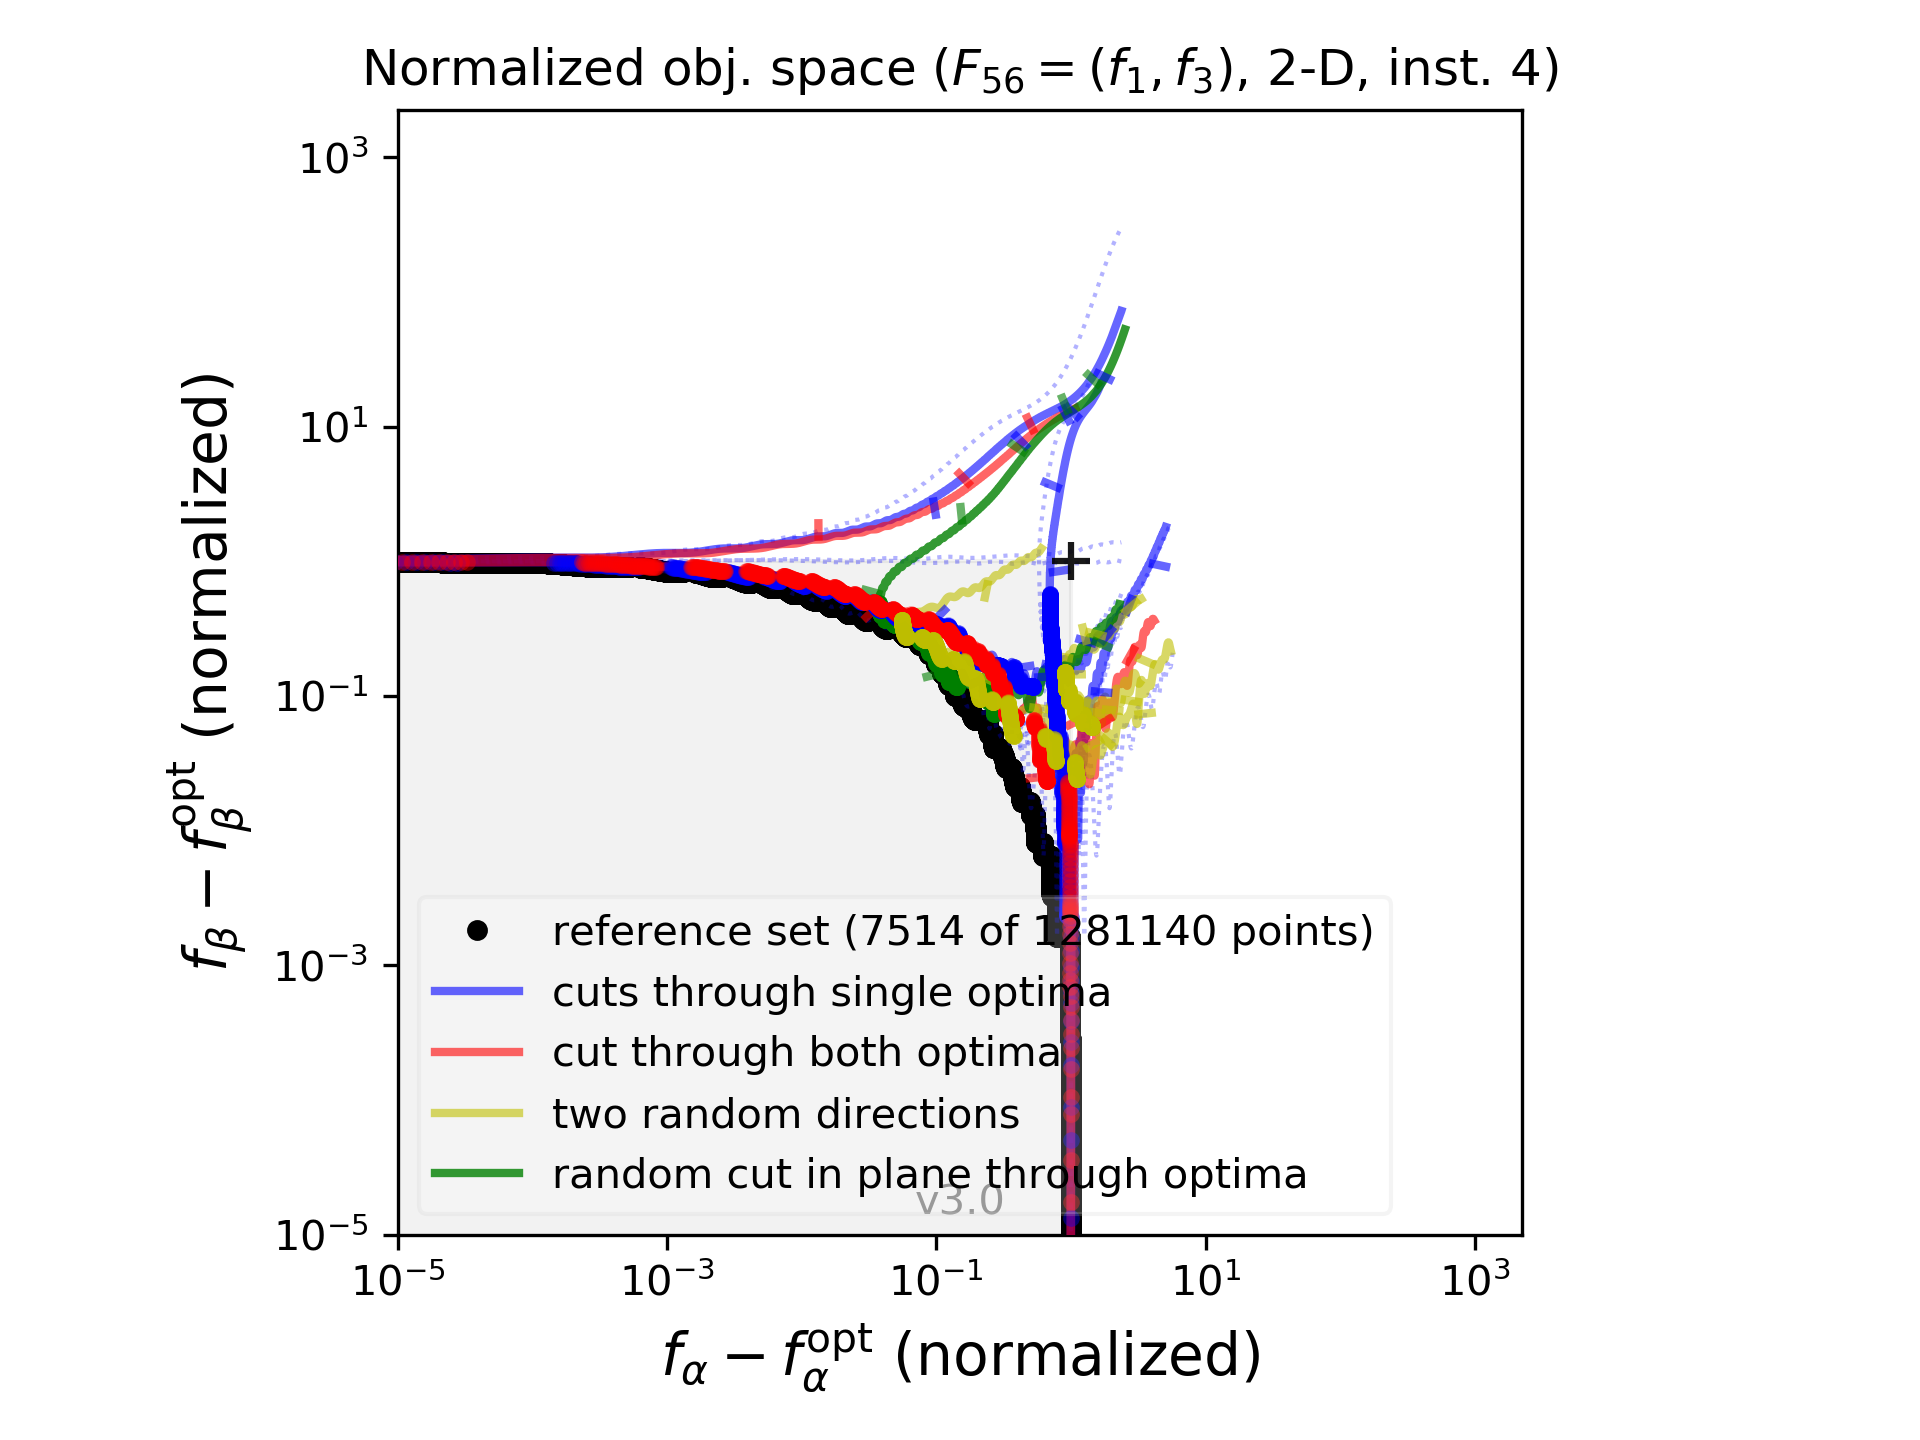 Normalized obj. space (F₅₆ = (f₁, f₃), 2-D, inst. 4)
10³
10¹
10⁻¹
10⁻³
10⁻⁵
f_β − f_β^opt (normalized)
reference set (7514 of 1281140 points)
cuts through single optima
cut through both optima
two random directions
random cut in plane through optima
v3.0
10⁻⁵ 10⁻³ 10⁻¹ 10¹ 10³
f_α − f_α^opt (normalized)